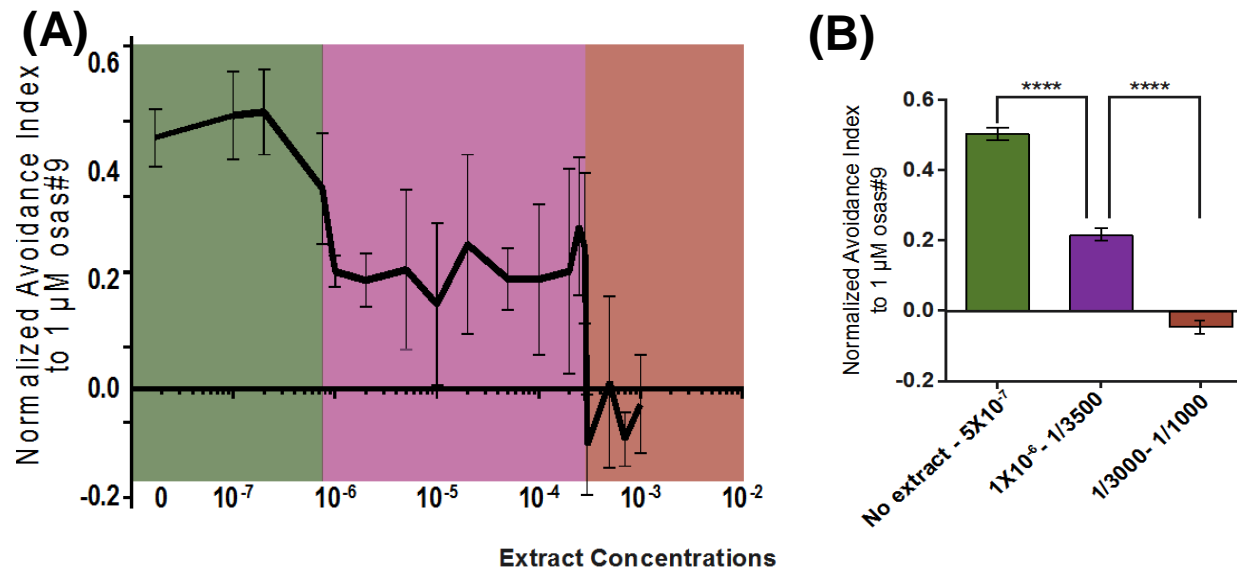 (A)
Normalized Avoidance Index
to 1 µM osas#9
0.6
0.4
0.2
0.0
-0.2
0 10⁻⁷ 10⁻⁶ 10⁻⁵ 10⁻⁴ 10⁻³ 10⁻²
Extract Concentrations
(B)
Normalized Avoidance Index
to 1 µM osas#9
**** ****
0.6
0.4
0.2
0.0
-0.2
No extract - 5X10⁻⁷
1X10⁻⁶- 1/3500
1/3000- 1/1000